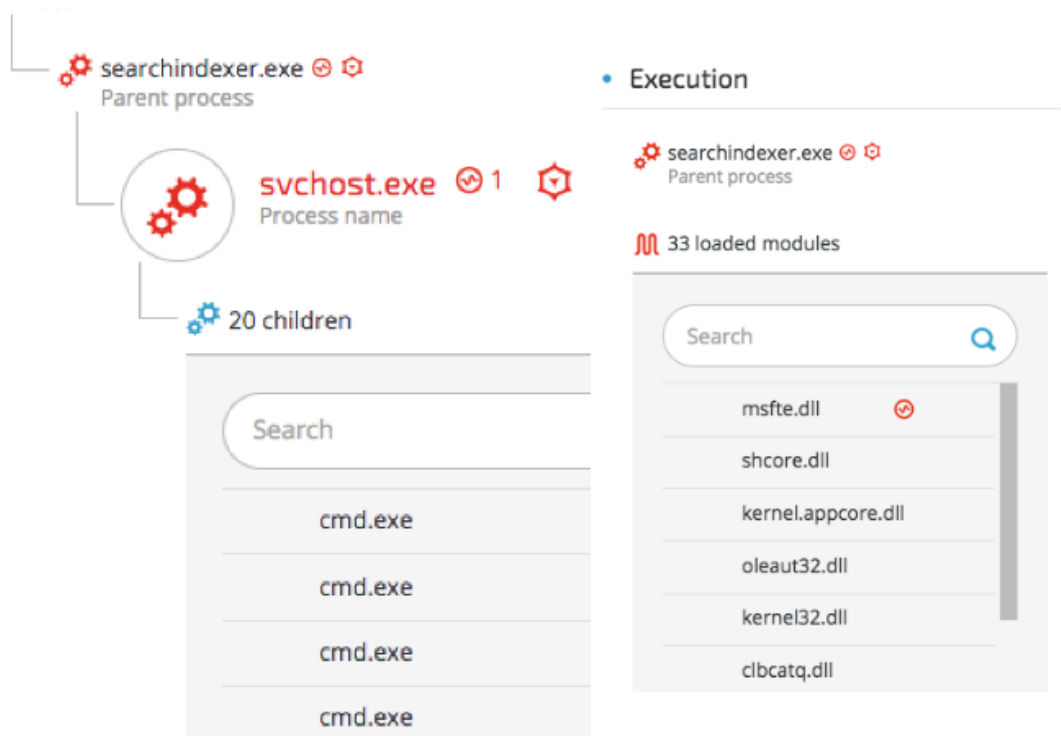 searchindexer.exe
Parent process
svchost.exe 1
Process name
20 children
Search
cmd.exe
cmd.exe
cmd.exe
cmd.exe
Execution
searchindexer.exe
Parent process
33 loaded modules
Search
msfte.dll
shcore.dll
kernel.appcore.dll
oleaut32.dll
kernel32.dll
clbcatq.dll